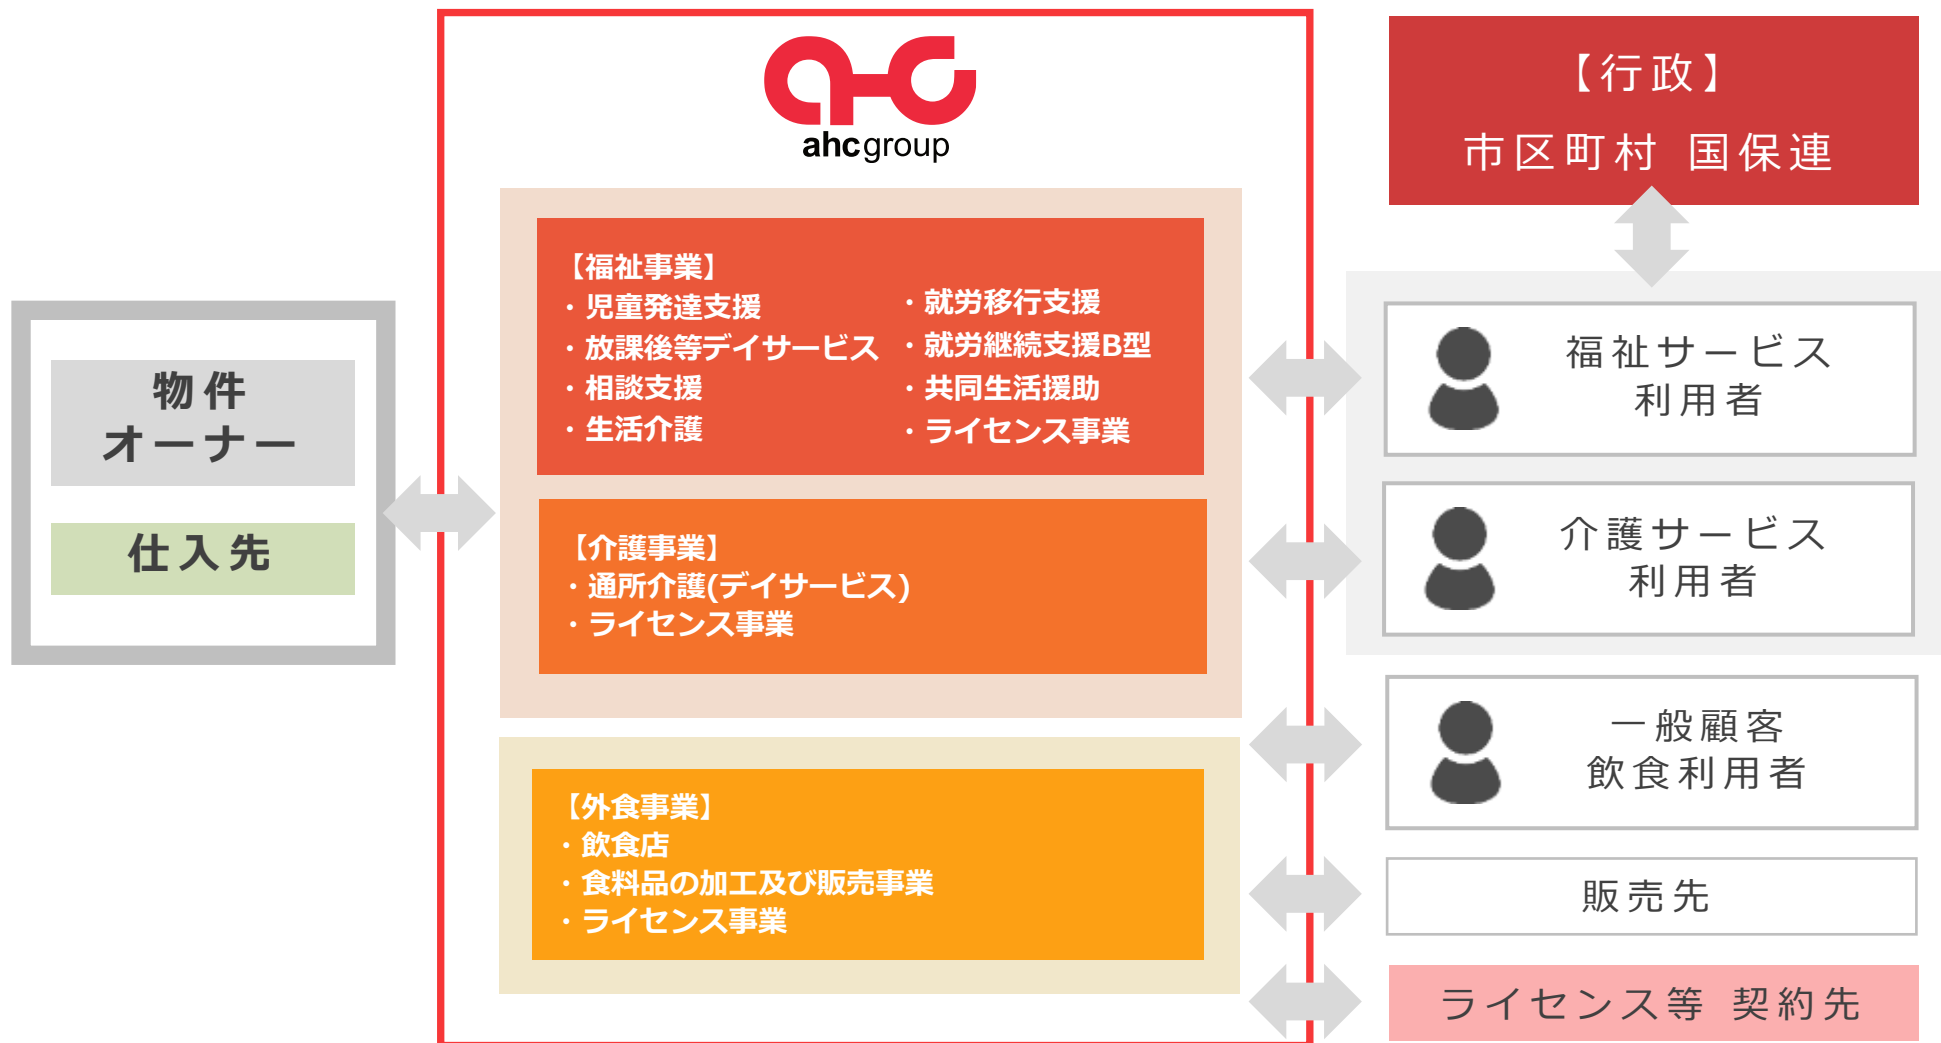 ahcgroup
物件
オーナー
仕入先
【福祉事業】
・児童発達支援
・放課後等デイサービス
・相談支援
・生活介護
・就労移行支援
・就労継続支援B型
・共同生活援助
・ライセンス事業
【介護事業】
・通所介護(デイサービス)
・ライセンス事業
【外食事業】
・飲食店
・食料品の加工及び販売事業
・ライセンス事業
【行政】
市区町村 国保連
福祉サービス
利用者
介護サービス
利用者
一般顧客
飲食利用者
販売先
ライセンス等 契約先